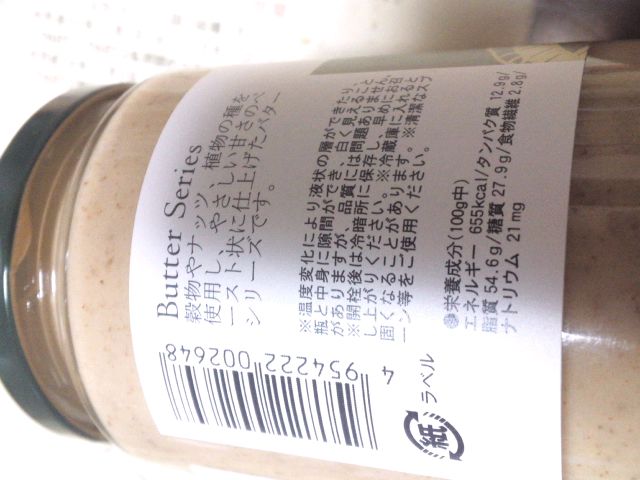 Butter Series
穀物やナッツ、植物の種を
使用し、やさしい甘さのペ
ースト状に仕上げたバター
シリーズです。
※温度変化により液状の層ができたり、
瓶と中身に隙間ができ、白く見えること
がありますが、品質には問題ありません。
※開栓後は冷暗所に保存し、早めにお召
し上がりください。※冷蔵庫に入れると
固くなることがあります。※清潔なスプ
ーン等をご使用ください。
●栄養成分(100g中)
エネルギー 655kcal/タンパク質 12.9g/
脂質 54.6g/糖質 27.9g/食物繊維 2.8g/
ナトリウム 21mg
4 954222 002648
紙 ラベル